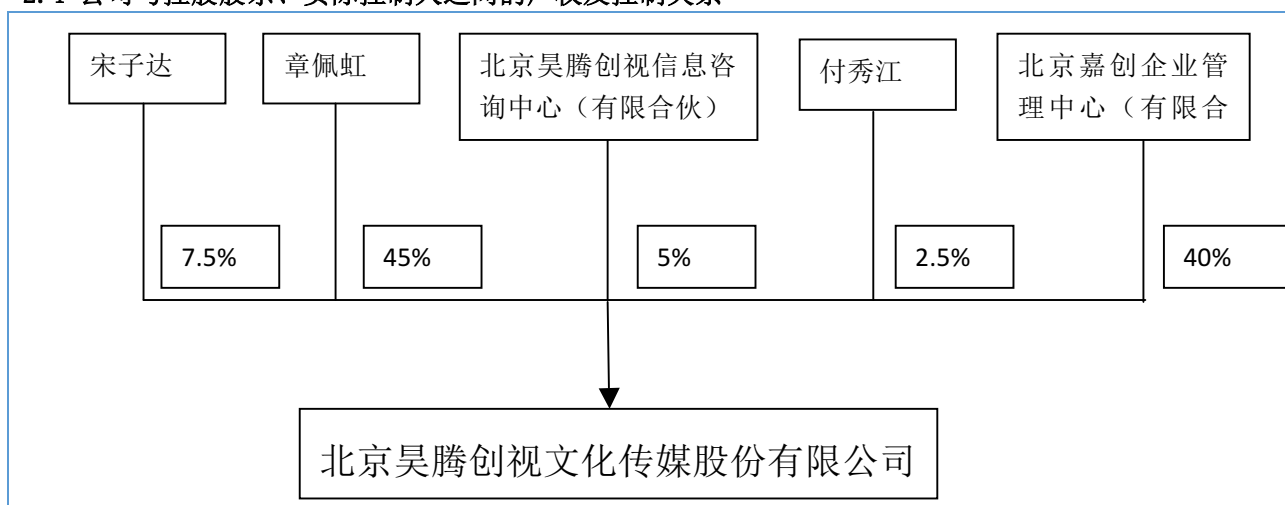 宋子达
章佩虹
北京昊腾创视信息咨
询中心（有限合伙）
付秀江
北京嘉创企业管
理中心（有限合
7.5%
45%
5%
2.5%
40%
北京昊腾创视文化传媒股份有限公司